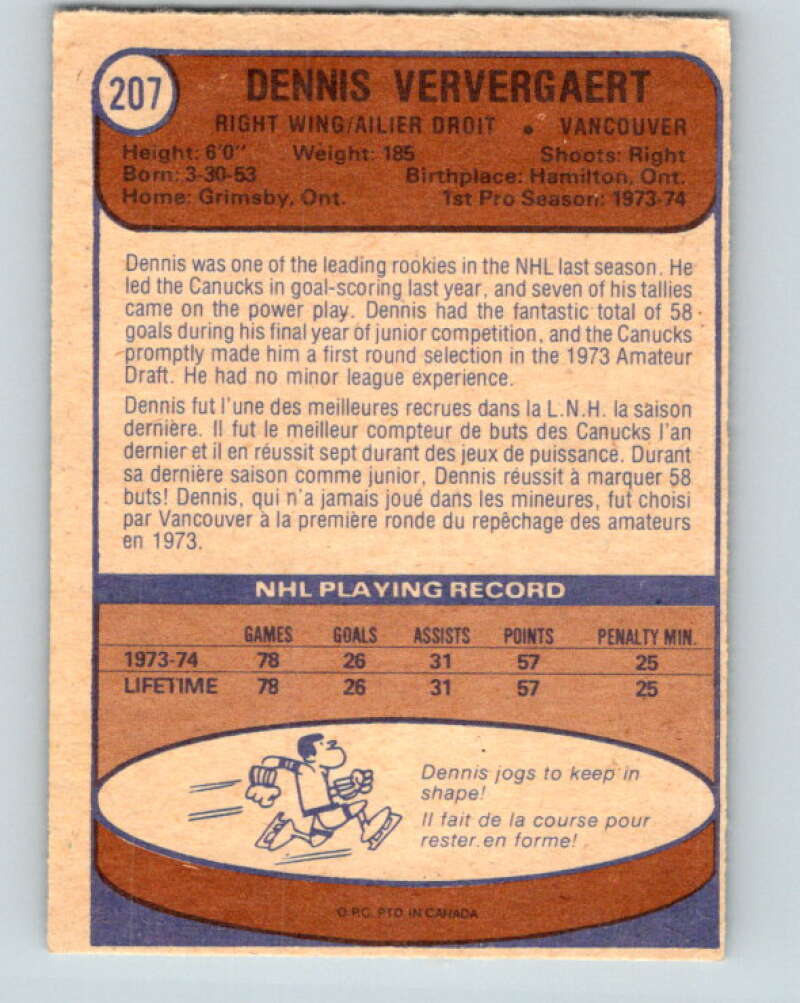 207
DENNIS VERVERGAERT
RIGHT WING/AILIER DROIT • VANCOUVER
Height: 6'0" Weight: 185 Shoots: Right
Born: 3-30-53 Birthplace: Hamilton, Ont.
Home: Grimsby, Ont. 1st Pro Season: 1973-74
Dennis was one of the leading rookies in the NHL last season. He
led the Canucks in goal-scoring last year, and seven of his tallies
came on the power play. Dennis had the fantastic total of 58
goals during his final year of junior competition, and the Canucks
promptly made him a first round selection in the 1973 Amateur
Draft. He had no minor league experience.
Dennis fut l'une des meilleures recrues dans la L.N.H. la saison
dernière. Il fut le meilleur compteur de buts des Canucks l'an
dernier et il en réussit sept durant des jeux de puissance. Durant
sa dernière saison comme junior, Dennis réussit à marquer 58
buts! Dennis, qui n'a jamais joué dans les mineures, fut choisi
par Vancouver à la première ronde du repêchage des amateurs
en 1973.
NHL PLAYING RECORD
GAMES GOALS ASSISTS POINTS PENALTY MIN.
1973-74 78 26 31 57 25
LIFETIME 78 26 31 57 25
Dennis jogs to keep in
shape!
Il fait de la course pour
rester en forme!
O.P.C. PTD. IN CANADA